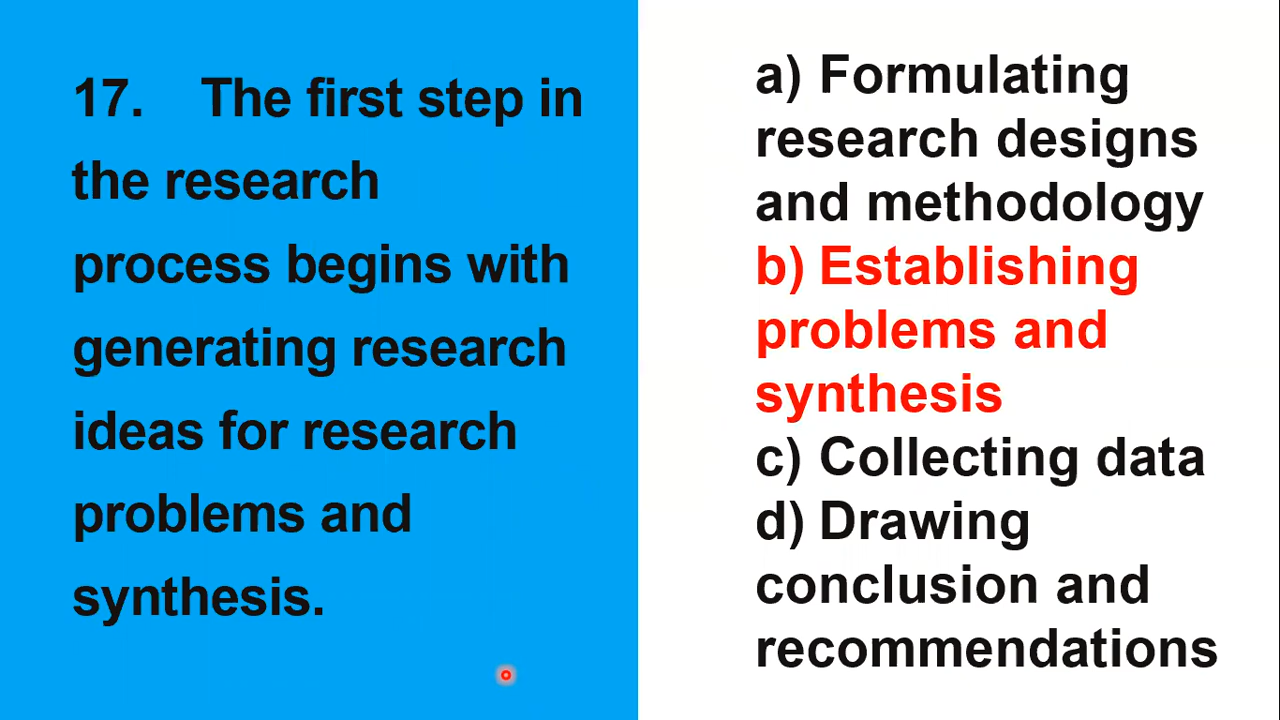 17. The first step in
the research
process begins with
generating research
ideas for research
problems and
synthesis.
a) Formulating
research designs
and methodology
b) Establishing
problems and
synthesis
c) Collecting data
d) Drawing
conclusion and
recommendations